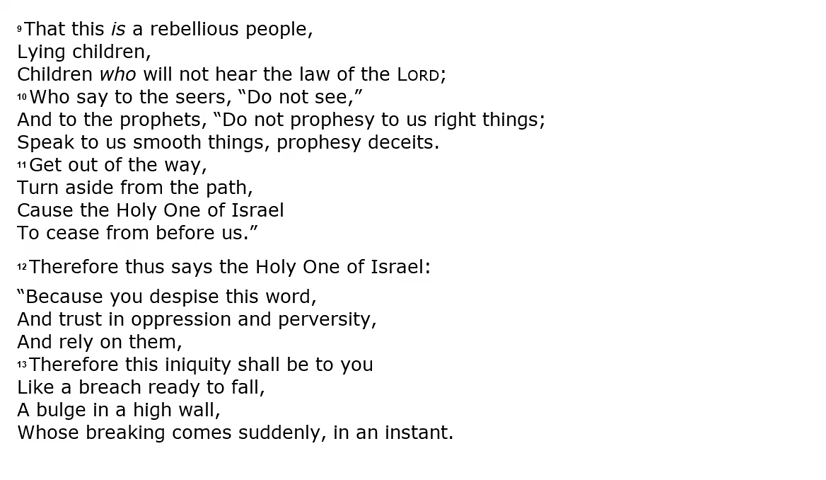 9 That this is a rebellious people,
Lying children,
Children who will not hear the law of the LORD;
10 Who say to the seers, “Do not see,”
And to the prophets, “Do not prophesy to us right things;
Speak to us smooth things, prophesy deceits.
11 Get out of the way,
Turn aside from the path,
Cause the Holy One of Israel
To cease from before us.”
12 Therefore thus says the Holy One of Israel:
“Because you despise this word,
And trust in oppression and perversity,
And rely on them,
13 Therefore this iniquity shall be to you
Like a breach ready to fall,
A bulge in a high wall,
Whose breaking comes suddenly, in an instant.